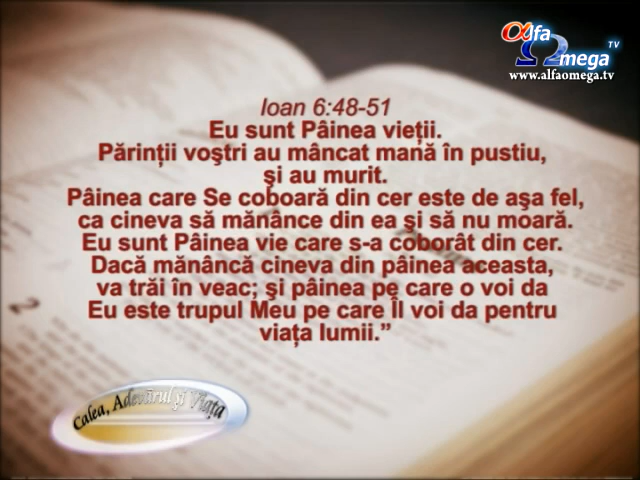 alfa
Omega TV
www.alfaomega.tv
Ioan 6:48-51
Eu sunt Pâinea vieţii.
Părinţii voştri au mâncat mană în pustiu,
şi au murit.
Pâinea care Se coboară din cer este de aşa fel,
ca cineva să mănânce din ea şi să nu moară.
Eu sunt Pâinea vie care s-a coborât din cer.
Dacă mănâncă cineva din pâinea aceasta,
va trăi în veac; şi pâinea pe care o voi da
Eu este trupul Meu pe care Îl voi da pentru
viaţa lumii.”
2
Calea, Adevărul şi Viaţa